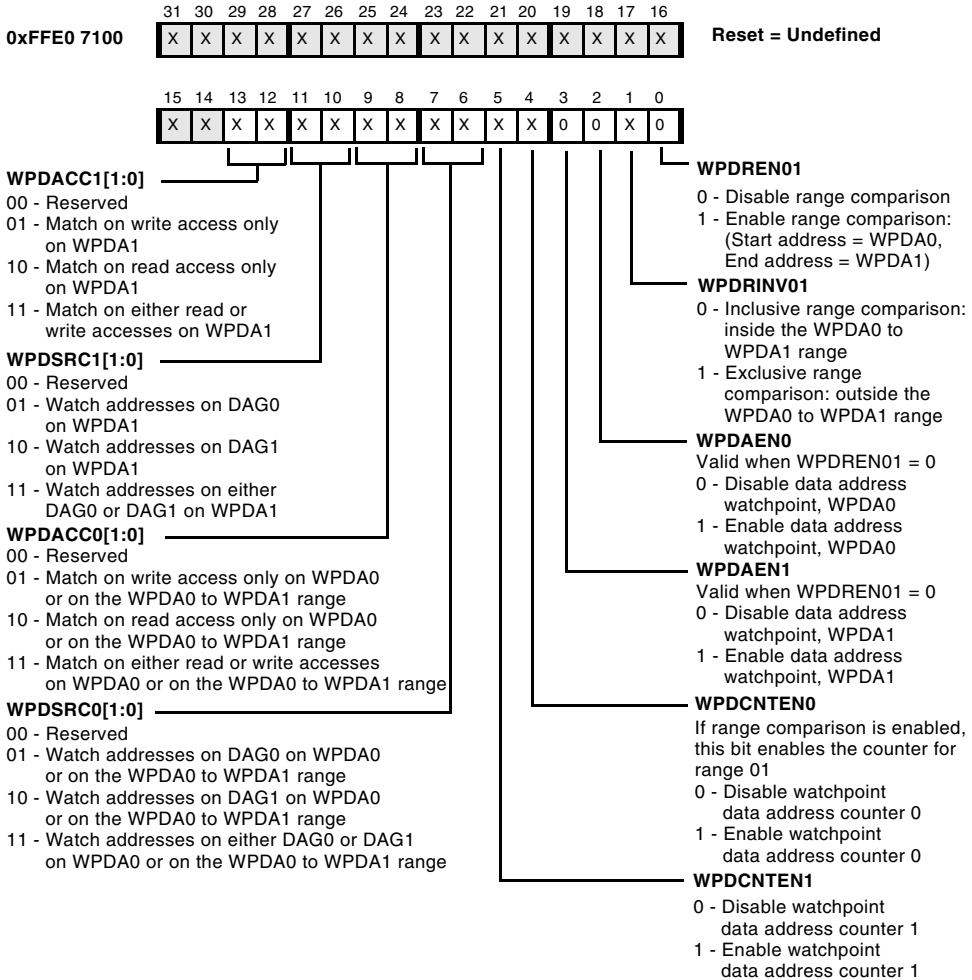 31 30 29 28 27 26 25 24 23 22 21 20 19 18 17 16
0xFFE0 7100 X X X X X X X X X X X X X X X X Reset = Undefined
15 14 13 12 11 10 9 8 7 6 5 4 3 2 1 0
X X X X X X X X X X X X 0 0 X 0
WPDACC1[1:0]
00 - Reserved
01 - Match on write access only
on WPDA1
10 - Match on read access only
on WPDA1
11 - Match on either read or
write accesses on WPDA1
WPDSRC1[1:0]
00 - Reserved
01 - Watch addresses on DAG0
on WPDA1
10 - Watch addresses on DAG1
on WPDA1
11 - Watch addresses on either
DAG0 or DAG1 on WPDA1
WPDACC0[1:0]
00 - Reserved
01 - Match on write access only on WPDA0
or on the WPDA0 to WPDA1 range
10 - Match on read access only on WPDA0
or on the WPDA0 to WPDA1 range
11 - Match on either read or write accesses
on WPDA0 or on the WPDA0 to WPDA1 range
WPDSRC0[1:0]
00 - Reserved
01 - Watch addresses on DAG0 on WPDA0
or on the WPDA0 to WPDA1 range
10 - Watch addresses on DAG1 on WPDA0
or on the WPDA0 to WPDA1 range
11 - Watch addresses on either DAG0 or DAG1
on WPDA0 or on the WPDA0 to WPDA1 range
WPDREN01
0 - Disable range comparison
1 - Enable range comparison:
(Start address = WPDA0,
End address = WPDA1)
WPDRINV01
0 - Inclusive range comparison:
inside the WPDA0 to
WPDA1 range
1 - Exclusive range
comparison: outside the
WPDA0 to WPDA1 range
WPDAEN0
Valid when WPDREN01 = 0
0 - Disable data address
watchpoint, WPDA0
1 - Enable data address
watchpoint, WPDA0
WPDAEN1
Valid when WPDREN01 = 0
0 - Disable data address
watchpoint, WPDA1
1 - Enable data address
watchpoint, WPDA1
WPDCNTEN0
If range comparison is enabled,
this bit enables the counter for
range 01
0 - Disable watchpoint
data address counter 0
1 - Enable watchpoint
data address counter 0
WPDCNTEN1
0 - Disable watchpoint
data address counter 1
1 - Enable watchpoint
data address counter 1